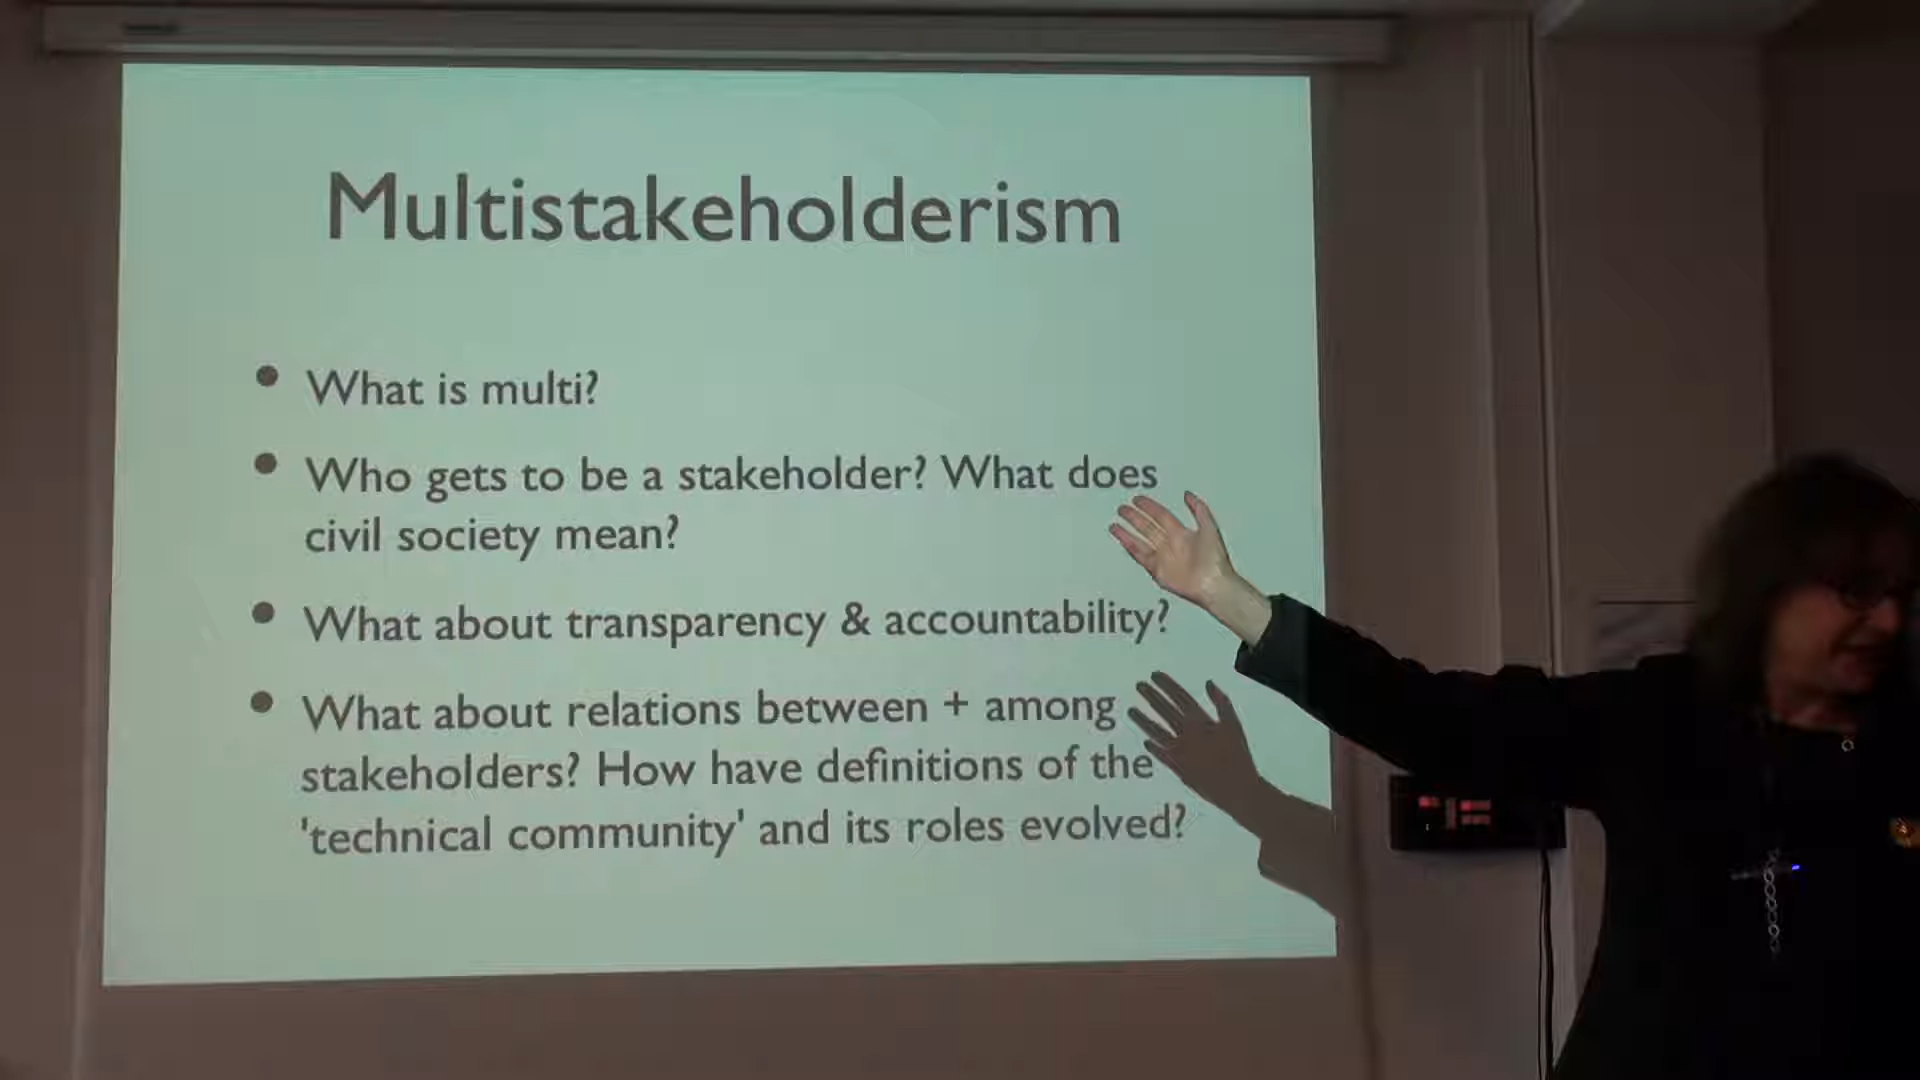 Multistakeholderism
• What is multi?
• Who gets to be a stakeholder? What does
civil society mean?
• What about transparency & accountability?
• What about relations between + among
stakeholders? How have definitions of the
'technical community' and its roles evolved?